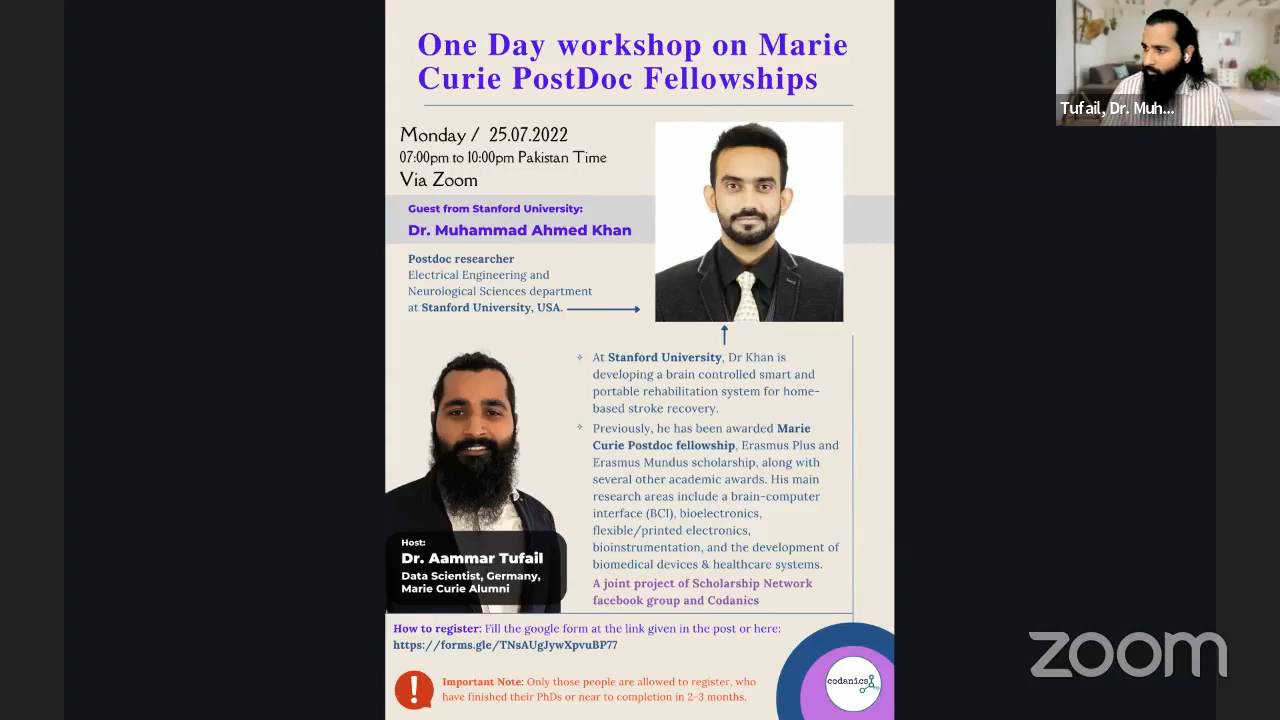 One Day workshop on Marie
Curie PostDoc Fellowships
Monday / 25.07.2022
07:00pm to 10:00pm Pakistan Time
Via Zoom
Guest from Stanford University:
Dr. Muhammad Ahmed Khan
Postdoc researcher
Electrical Engineering and
Neurological Sciences department
at Stanford University, USA.
At Stanford University, Dr Khan is
developing a brain controlled smart and
portable rehabilitation system for home-
based stroke recovery.
Previously, he has been awarded Marie
Curie Postdoc fellowship, Erasmus Plus and
Erasmus Mundus scholarship, along with
several other academic awards. His main
research areas include a brain-computer
interface (BCI), bioelectronics,
flexible/printed electronics,
bioinstrumentation, and the development of
biomedical devices & healthcare systems.
A joint project of Scholarship Network
facebook group and Codanics
Host:
Dr. Aammar Tufail
Data Scientist, Germany,
Marie Curie Alumni
How to register: Fill the google form at the link given in the post or here:
https://forms.gle/TNsAUgJywXpvuBP77
Important Note: Only those people are allowed to register, who
have finished their PhDs or near to completion in 2-3 months.
codanics
Tufail, Dr. Muh...
zoom